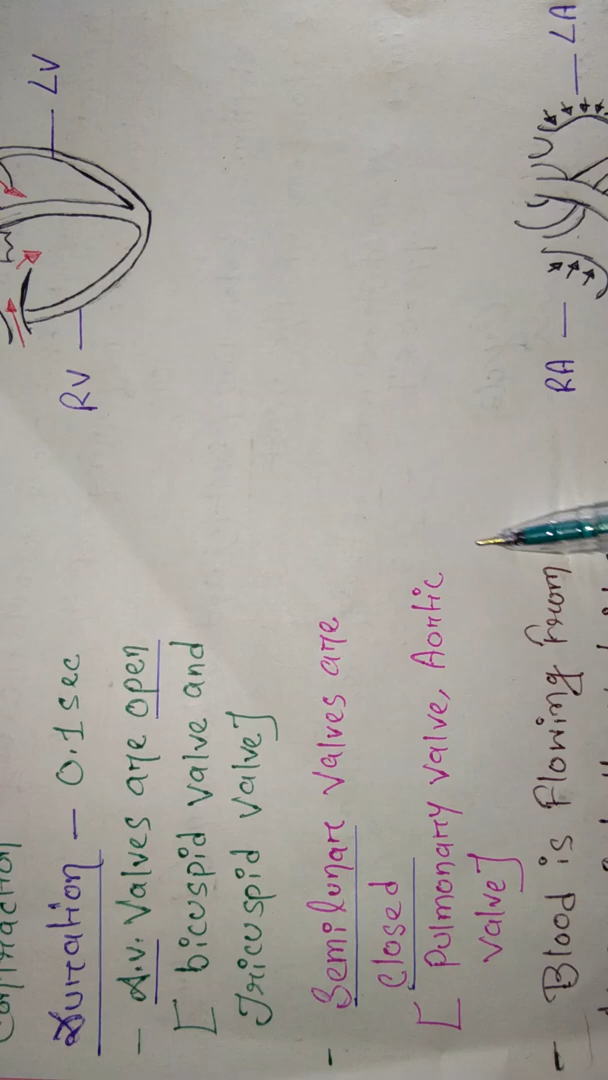 Contraction
Duration - 0.1 sec
- A.V. Valves are open
[ bicuspid valve and
Tricuspid valve]
- Semilunar valves are
closed
[ Pulmonary valve, Aortic
valve]
- Blood is Flowing From
LV
RV
LA
RA